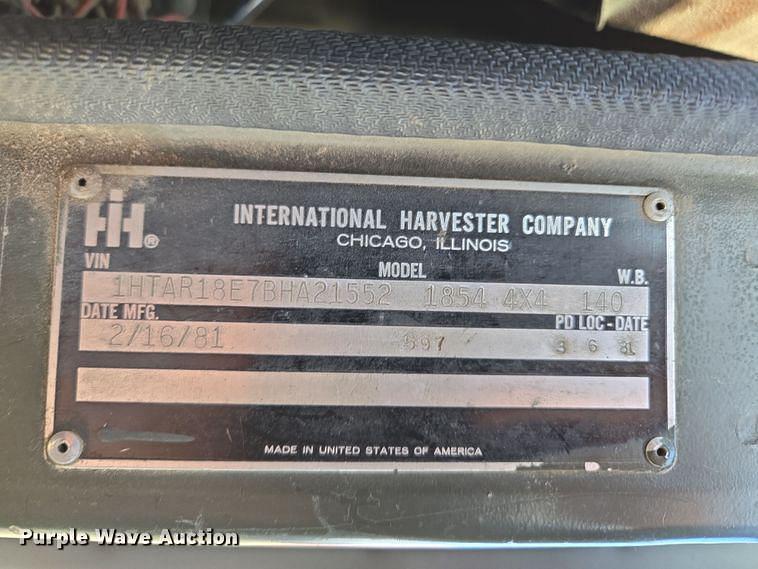 IH®
INTERNATIONAL HARVESTER COMPANY
CHICAGO, ILLINOIS
VIN MODEL W.B.
1HTAR18E7BHA21552 1854 4X4 140
DATE MFG. PD LOC - DATE
2/16/81 597 3 6 81
MADE IN UNITED STATES OF AMERICA
Purple Wave Auction